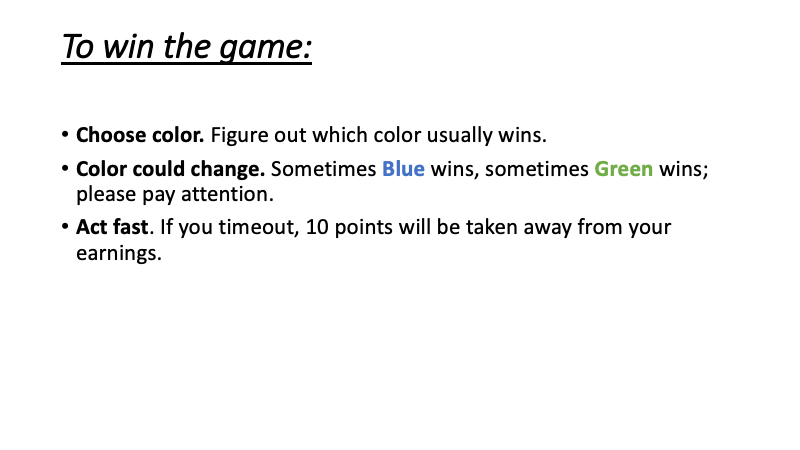 To win the game:
• Choose color. Figure out which color usually wins.
• Color could change. Sometimes Blue wins, sometimes Green wins;
please pay attention.
• Act fast. If you timeout, 10 points will be taken away from your
earnings.